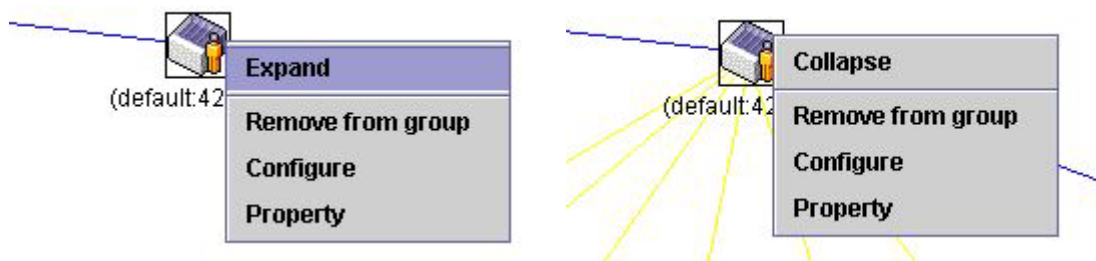 Expand
(default:42
Remove from group
Configure
Property
Collapse
(default:42
Remove from group
Configure
Property